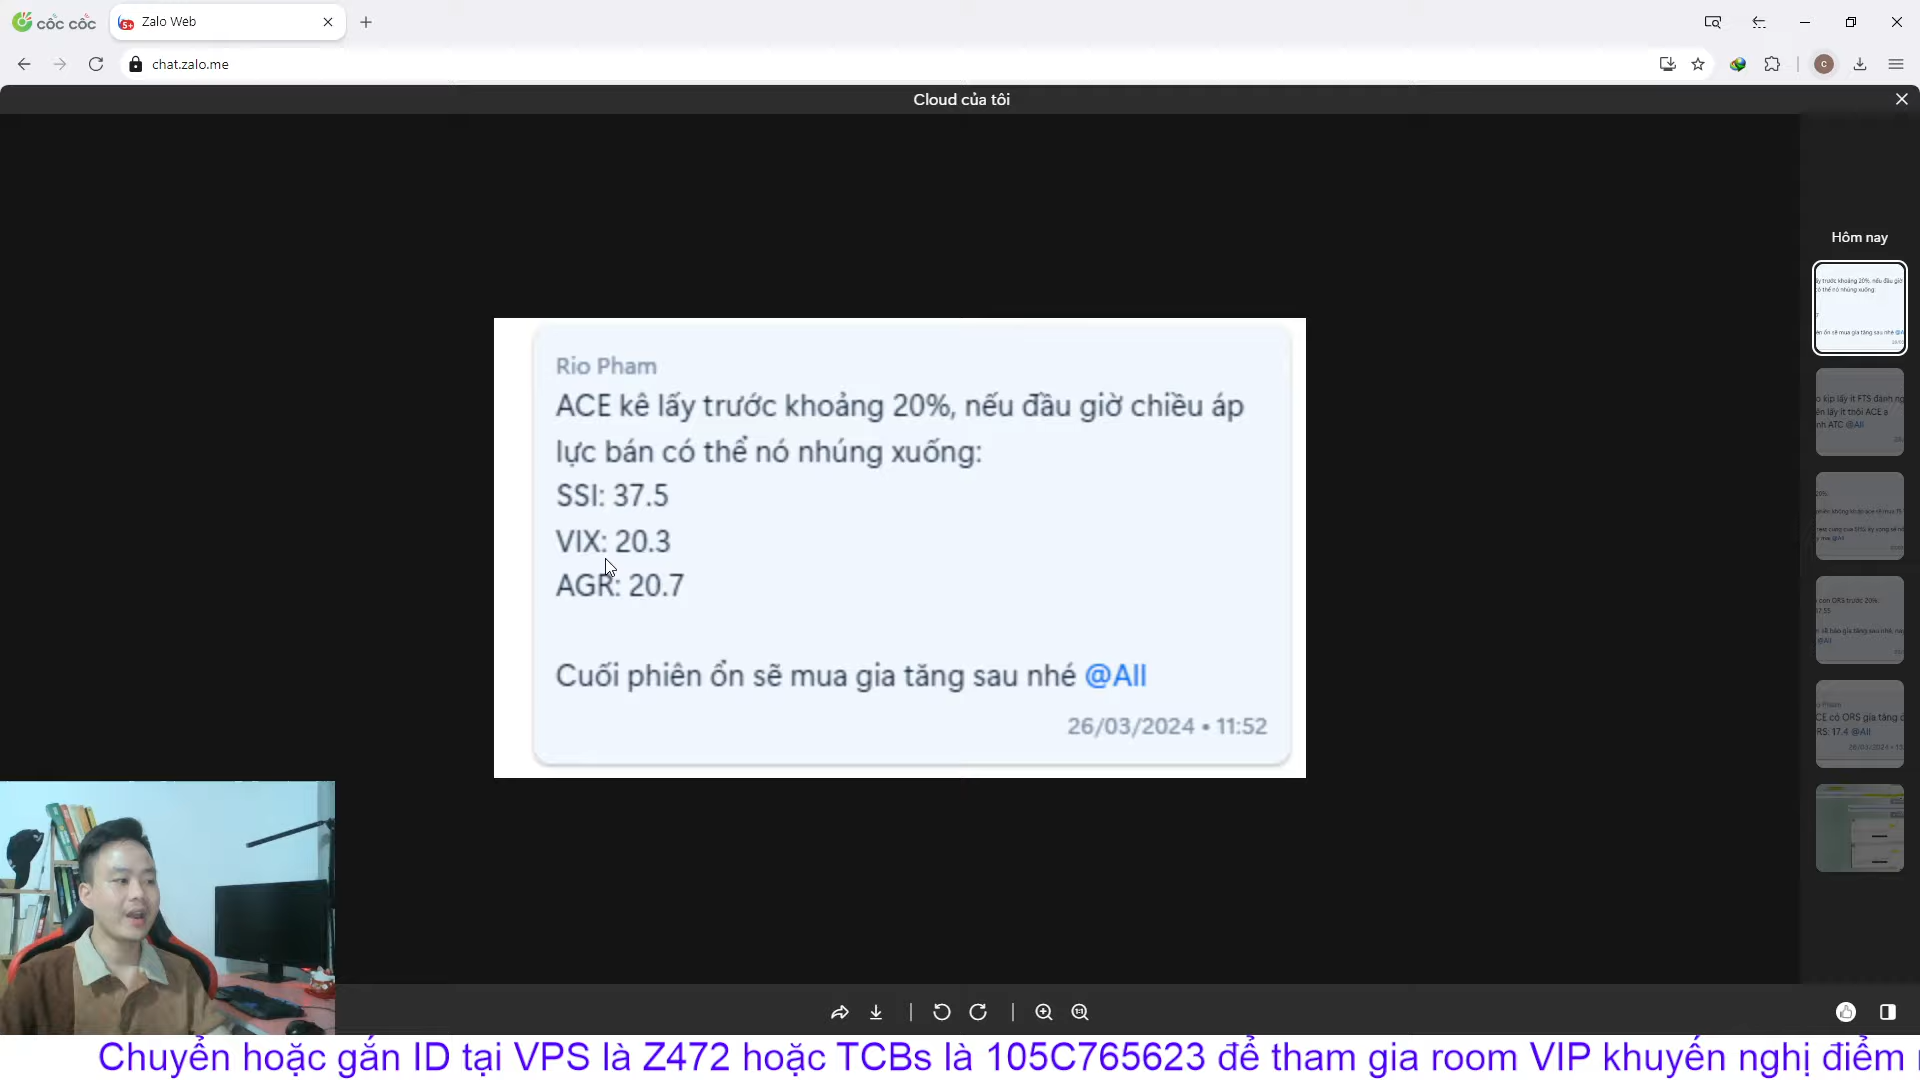 cốc cốc
Zalo Web
chat.zalo.me
C
Cloud của tôi
Hôm nay
Rio Pham
ACE kê lấy trước khoảng 20%, nếu đầu giờ chiều áp
lực bán có thể nó nhúng xuống:
SSI: 37.5
VIX: 20.3
AGR: 20.7
Cuối phiên ổn sẽ mua gia tăng sau nhé @All
26/03/2024 • 11:52
Chuyển hoặc gắn ID tại VPS là Z472 hoặc TCBs là 105C765623 để tham gia room VIP khuyến nghị điểm